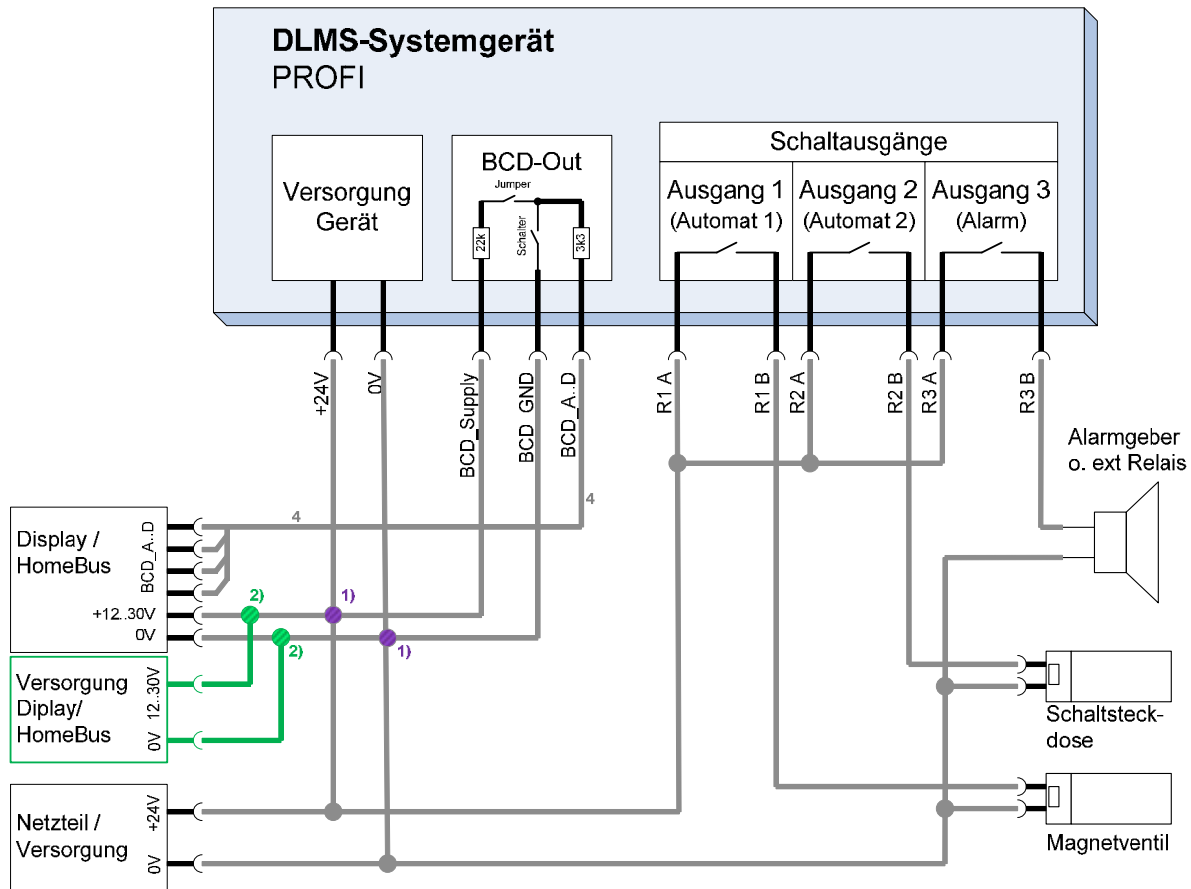 DLMS-Systemgerät
PROFI
Versorgung
Gerät
BCD-Out
Jumper
22k
Schalter
3k3
Schaltausgänge
Ausgang 1
(Automat 1)
Ausgang 2
(Automat 2)
Ausgang 3
(Alarm)
+24V
0V
BCD_Supply
BCD_GND
BCD_A..D
R1 A
R1 B
R2 A
R2 B
R3 A
R3 B
Alarmgeber
o. ext Relais
4
4
Display /
HomeBus
BCD_A..D
+12..30V
0V
2)
1)
2)
1)
Versorgung
Diplay/
HomeBus
12..30V
0V
Schaltsteck-
dose
Netzteil /
Versorgung
+24V
0V
Magnetventil